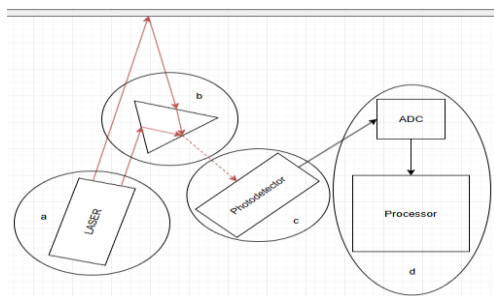 b
ADC
Photodetector
a
LASER
Processor
c
d